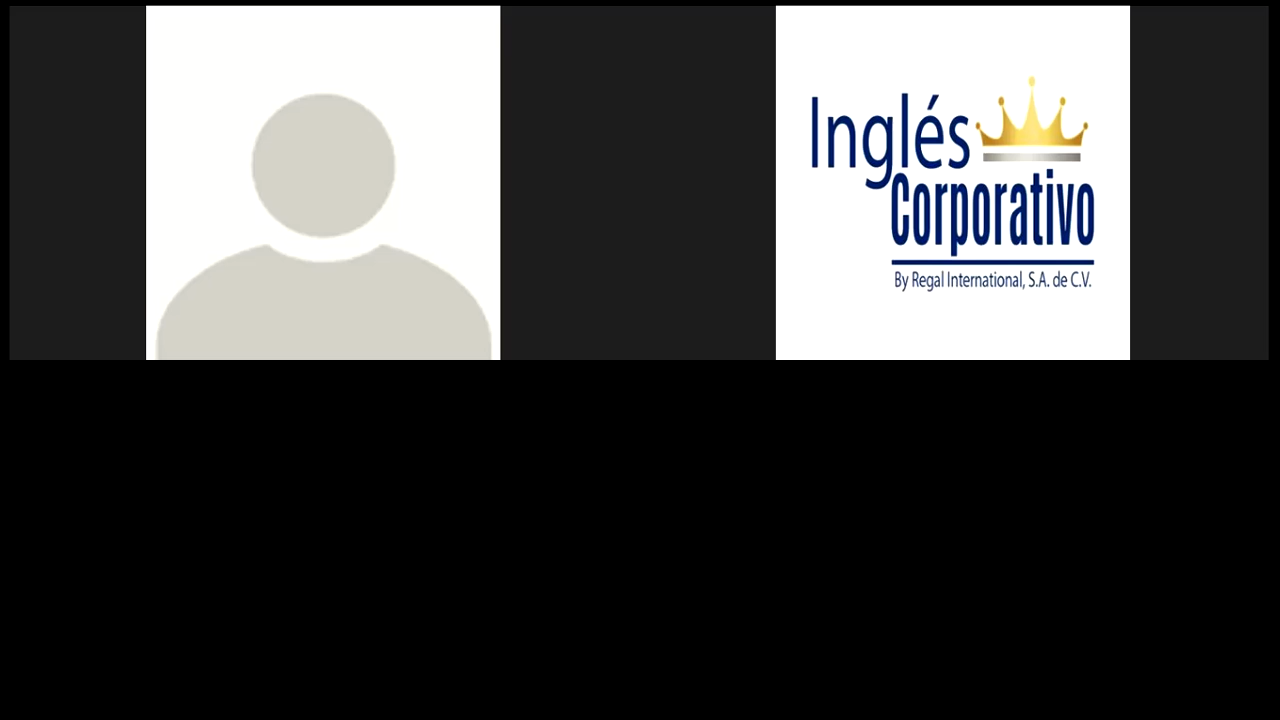 Inglés
Corporativo
By Regal International, S.A. de C.V.